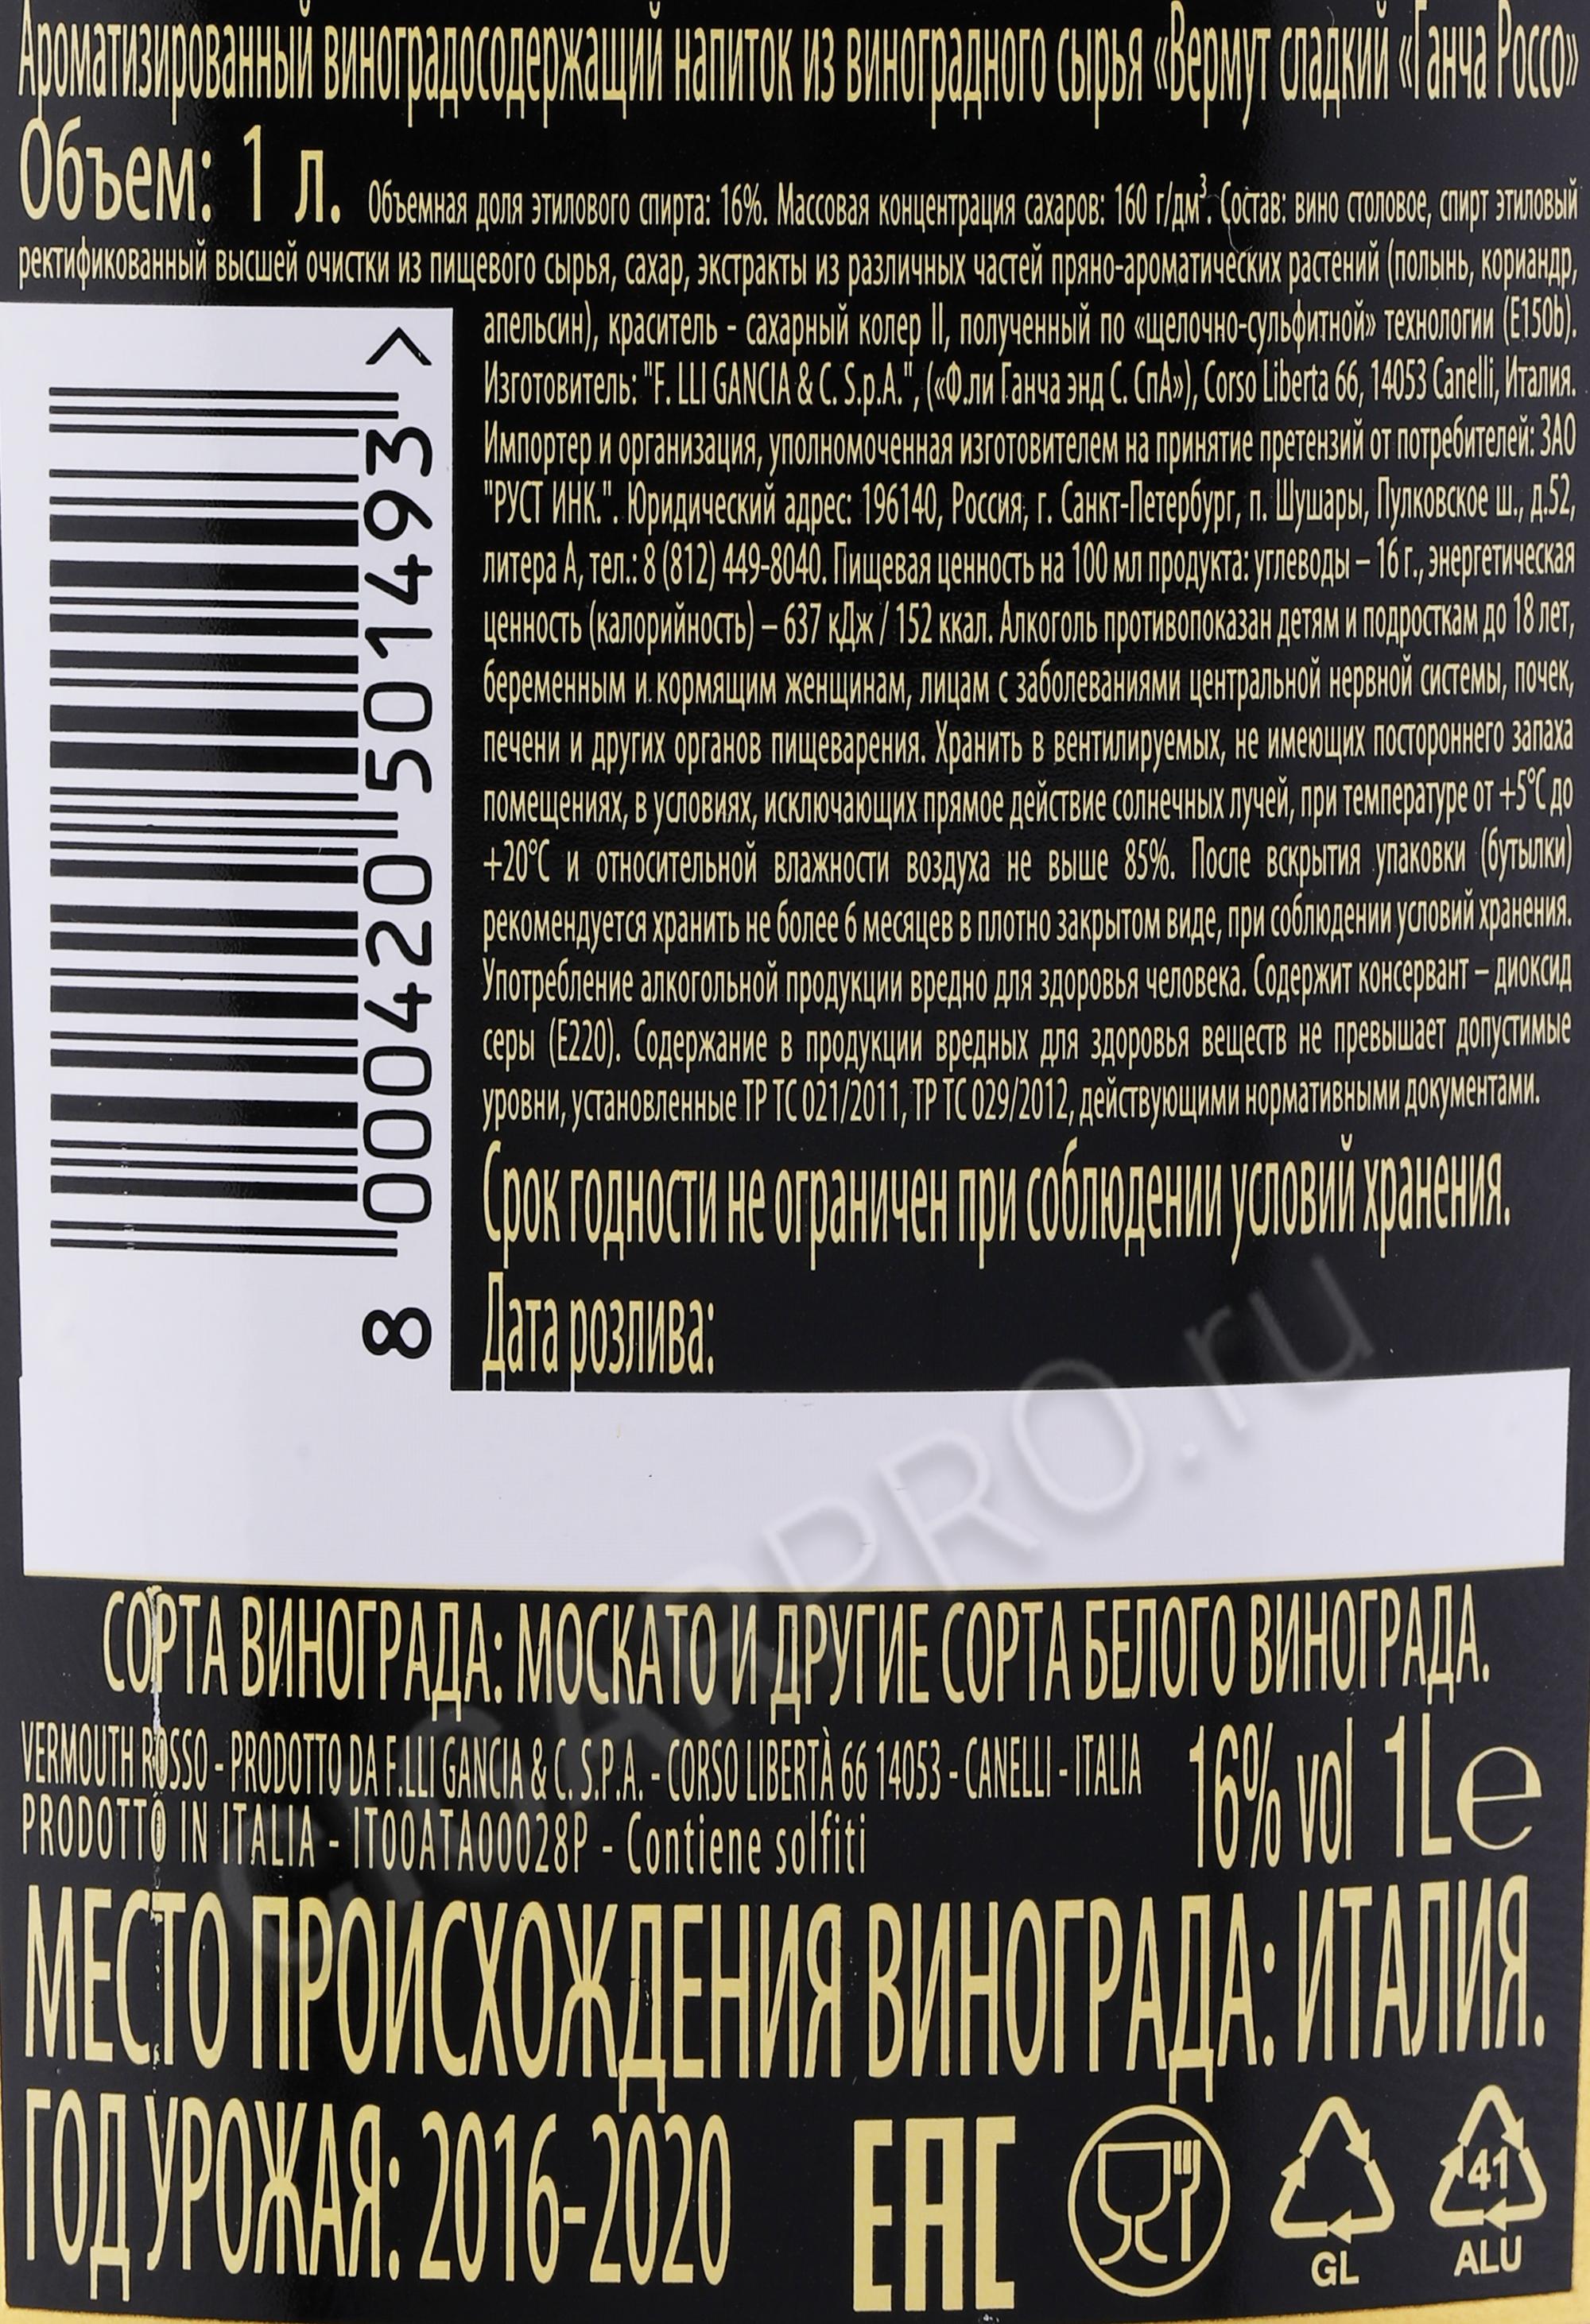 Ароматизированный виноградосодержащий напиток из виноградного сырья «Вермут сладкий «Ганча Россо»
Объем: 1 л. Объемная доля этилового спирта: 16%. Массовая концентрация сахаров: 160 г/дм³. Состав: вино столовое, спирт этиловый
ректификованный высшей очистки из пищевого сырья, сахар, экстракты из различных частей пряно-ароматических растений (полынь, кориандр,
апельсин), краситель - сахарный колер II, полученный по «щелочно-сульфитной» технологии (Е150b).
Изготовитель: "F. LLI GANCIA & C. S.p.A.", («Ф.ли Ганча энд С. СпА»), Corso Liberta 66, 14053 Canelli, Италия.
Импортер и организация, уполномоченная изготовителем на принятие претензий от потребителей: ЗАО
"РУСТ ИНК.". Юридический адрес: 196140, Россия, г. Санкт-Петербург, п. Шушары, Пулковское ш., д.52,
литера А, тел.: 8 (812) 449-8040. Пищевая ценность на 100 мл продукта: углеводы – 16 г., энергетическая
ценность (калорийность) – 637 кДж / 152 ккал. Алкоголь противопоказан детям и подросткам до 18 лет,
беременным и кормящим женщинам, лицам с заболеваниями центральной нервной системы, почек,
печени и других органов пищеварения. Хранить в вентилируемых, не имеющих постороннего запаха
помещениях, в условиях, исключающих прямое действие солнечных лучей, при температуре от +5°С до
+20°С и относительной влажности воздуха не выше 85%. После вскрытия упаковки (бутылки)
рекомендуется хранить не более 6 месяцев в плотно закрытом виде, при соблюдении условий хранения.
Употребление алкогольной продукции вредно для здоровья человека. Содержит консервант – диоксид
серы (Е220). Содержание в продукции вредных для здоровья веществ не превышает допустимые
уровни, установленные ТР ТС 021/2011, ТР ТС 029/2012, действующими нормативными документами.
Срок годности не ограничен при соблюдении условий хранения.
Дата розлива:
8 000420 501493 >
СОРТА ВИНОГРАДА: МОСКАТО И ДРУГИЕ СОРТА БЕЛОГО ВИНОГРАДА.
VERMOUTH ROSSO - PRODOTTO DA F.LLI GANCIA & C. S.P.A. - CORSO LIBERTÀ 66 14053 - CANELLI - ITALIA
PRODOTTO IN ITALIA - IT00ATA00028P - Contiene solfiti
16% vol 1L e
МЕСТО ПРОИСХОЖДЕНИЯ ВИНОГРАДА: ИТАЛИЯ.
ГОД УРОЖАЯ: 2016-2020
EAC
GL
41
ALU
CIGARPRO.ru